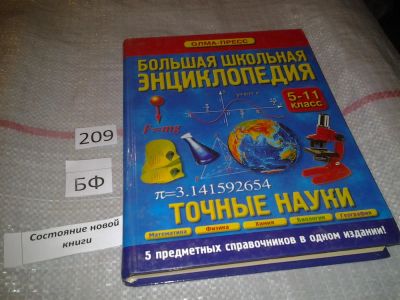 ОЛМА-ПРЕСС
БОЛЬШАЯ ШКОЛЬНАЯ
ЭНЦИКЛОПЕДИЯ
5-11
КЛАСС
F=mg
π=3.141592654
ТОЧНЫЕ НАУКИ
Математика Физика Химия Биология География
5 предметных справочников в одном издании!
209
БФ
Состояние новой
книги